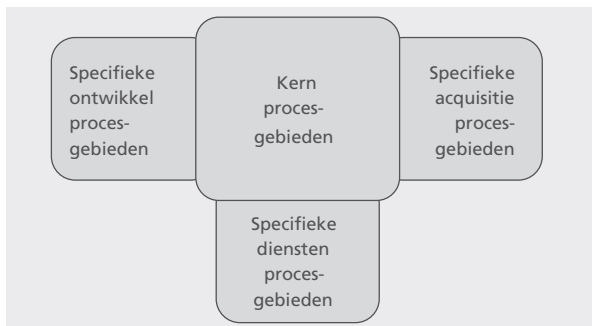 Specifieke
ontwikkel
proces-
gebieden
Kern
proces-
gebieden
Specifieke
acquisitie
proces-
gebieden
Specifieke
diensten
proces-
gebieden